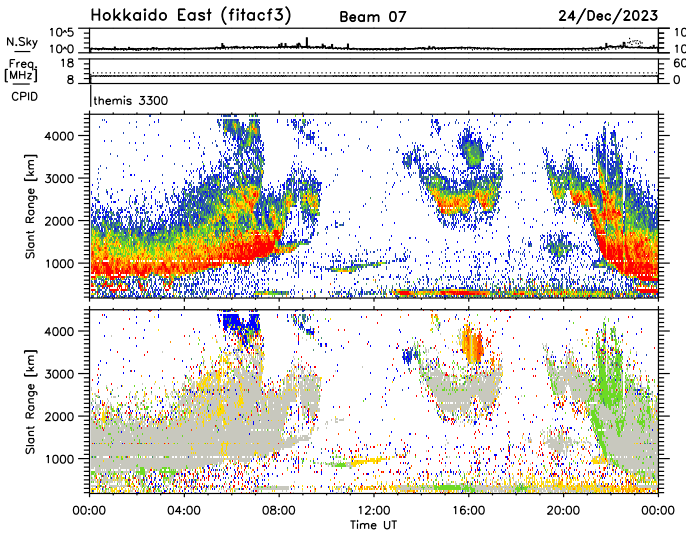 Hokkaido East (fitacf3) Beam 07 24/Dec/2023
N.Sky 10^5 10^0 10^5 10^0
Freq. [MHz] 18 8 60 0
CPID themis 3300
Slant Range [km] 4000 3000 2000 1000
Slant Range [km] 4000 3000 2000 1000
00:00 04:00 08:00 12:00 16:00 20:00 00:00
Time UT